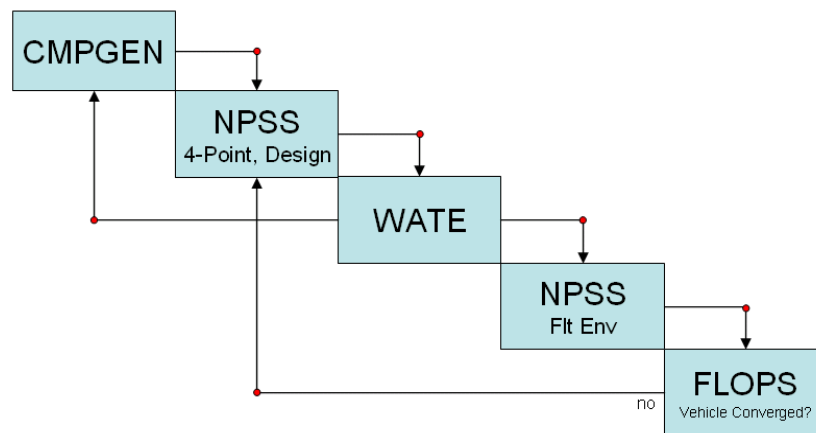 CMPGEN
NPSS
4-Point, Design
WATE
NPSS
Flt Env
FLOPS
Vehicle Converged?
no